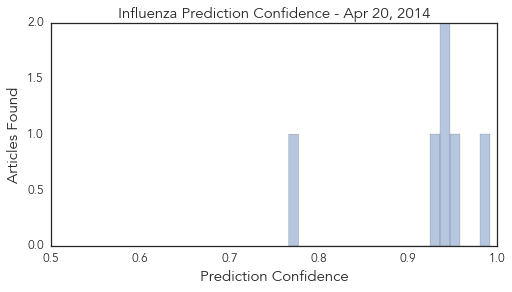 Influenza Prediction Confidence - Apr 20, 2014
2.0
1.5
1.0
0.5
0.0
Articles Found
0.5 0.6 0.7 0.8 0.9 1.0
Prediction Confidence